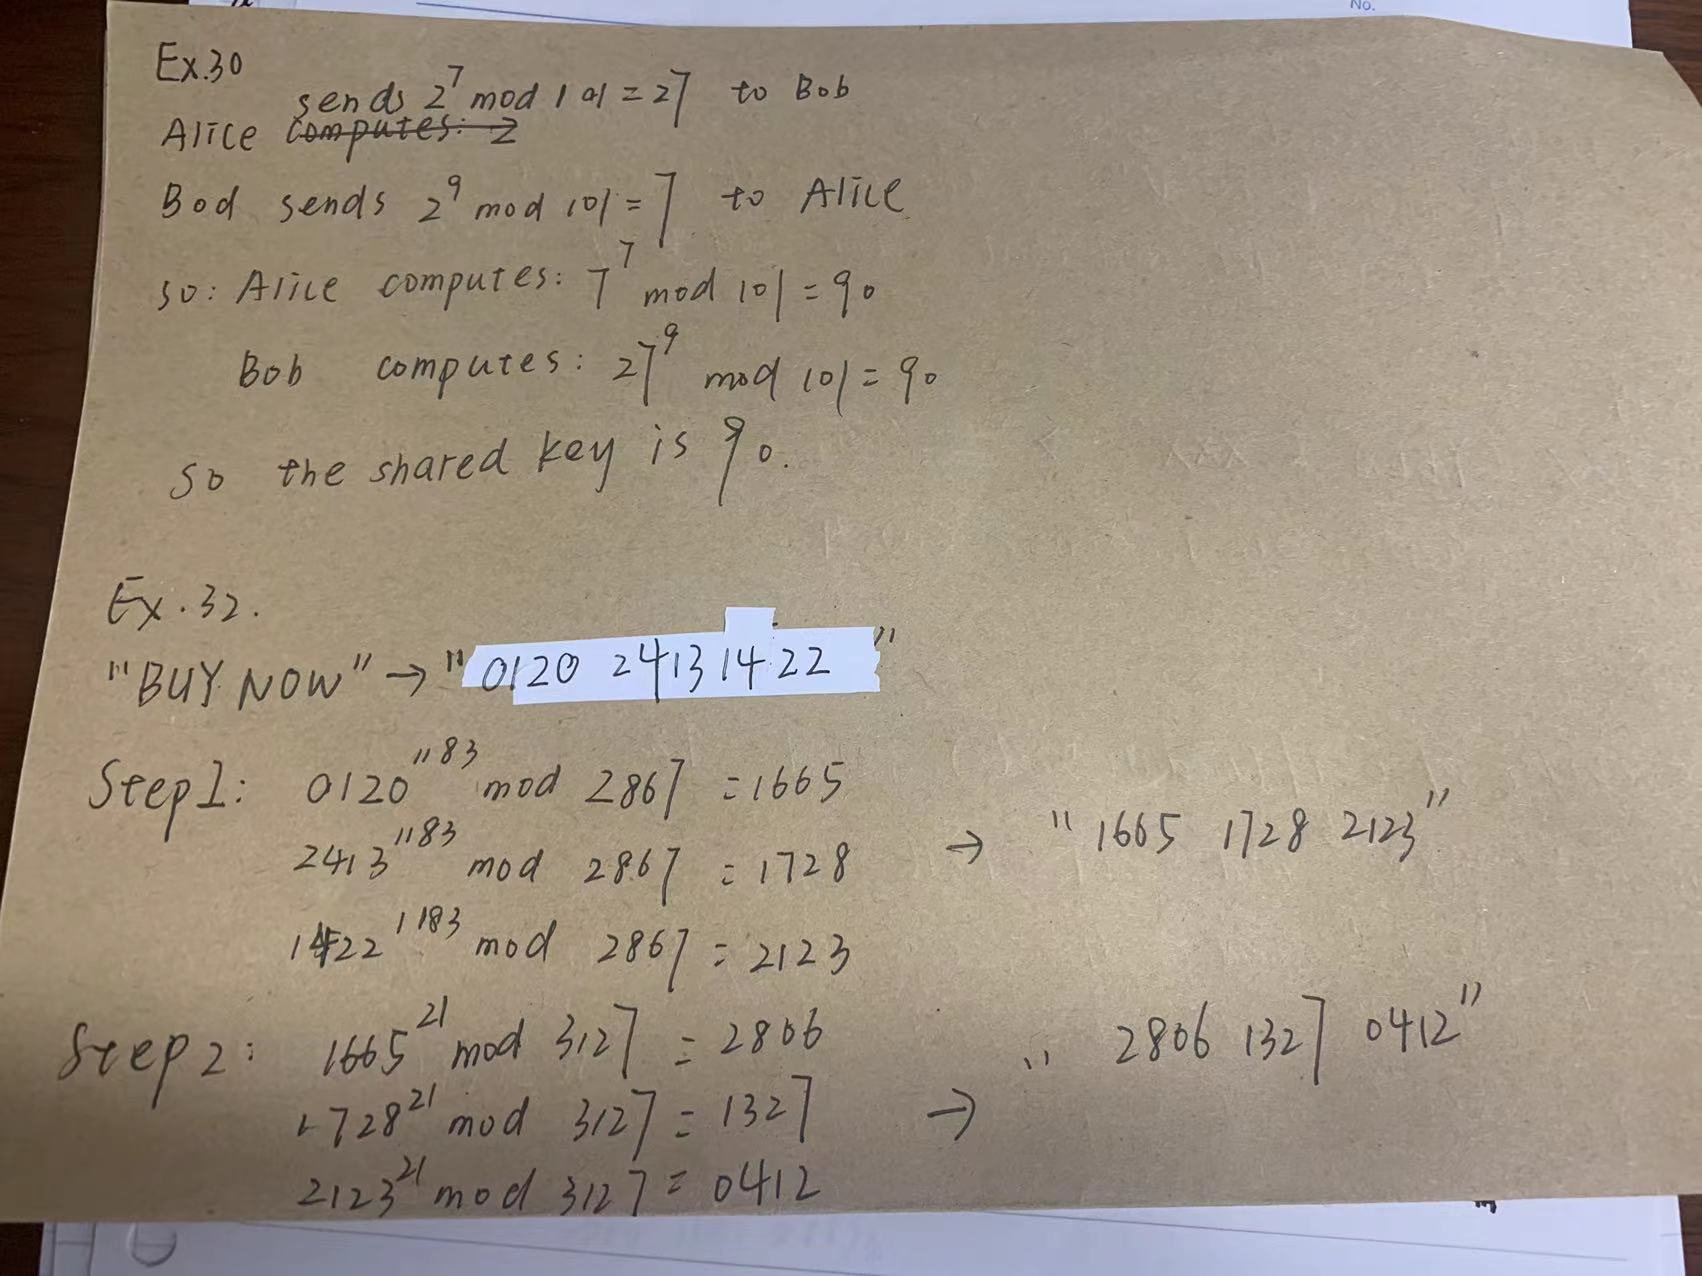 No.
Ex.30
Alice computes: 2 sends 2^7 mod 101 = 27 to Bob
Bod sends 2^9 mod 101 = 7 to Alice
so: Alice computes: 7^7 mod 101 = 90
Bob computes: 27^9 mod 101 = 90
so the shared key is 90.
Ex.32.
"BUY NOW" → "0120 2413 1422"
Step1: 0120^1183 mod 2867 = 1665
2413^1183 mod 2867 = 1728 → "1665 1728 2123"
1422^1183 mod 2867 = 2123
Step2: 1665^21 mod 3127 = 2806
1728^21 mod 3127 = 1327 → "2806 1327 0412"
2123^21 mod 3127 = 0412